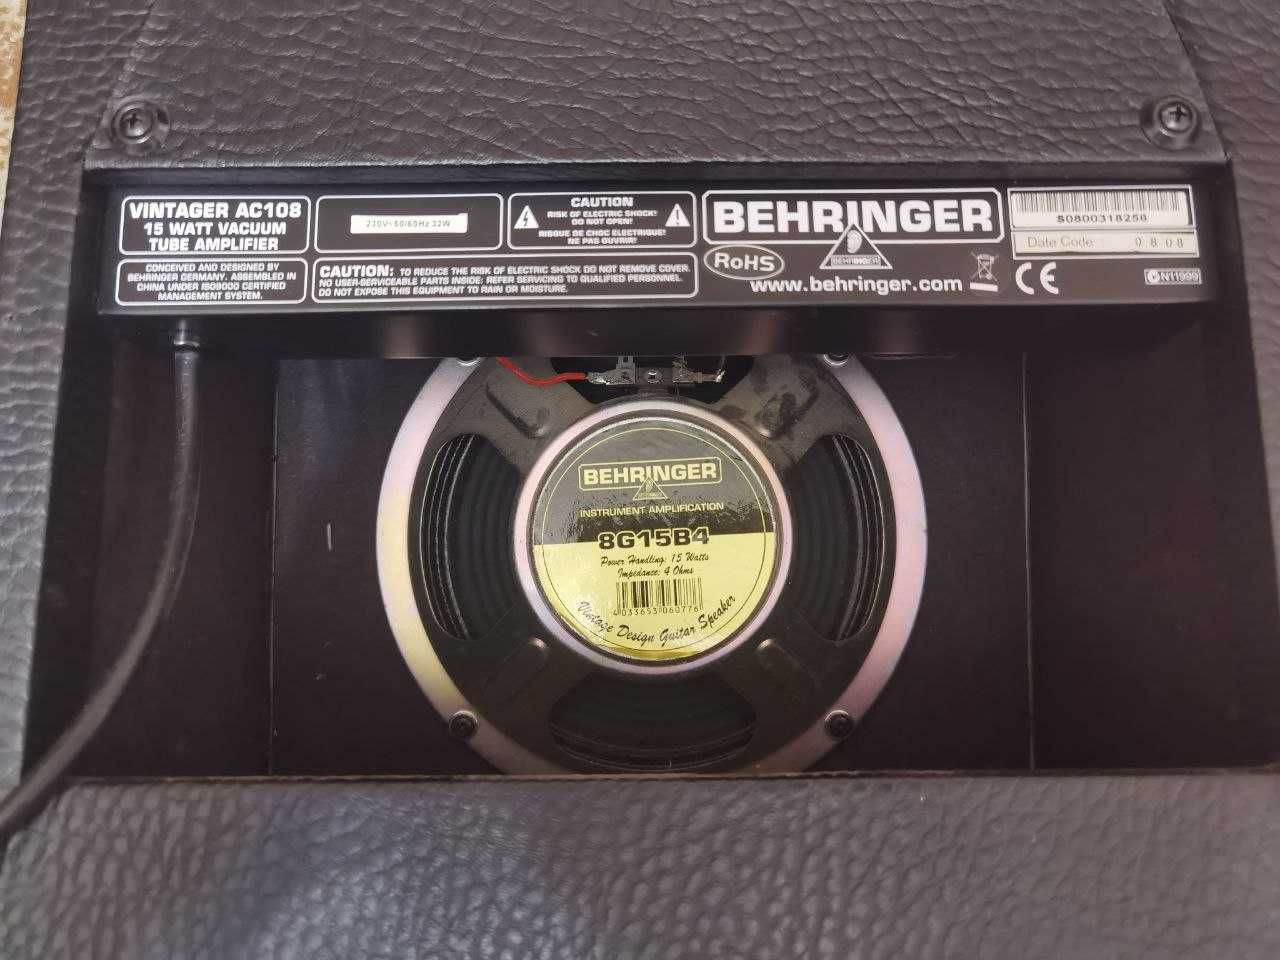 VINTAGER AC108
15 WATT VACUUM
TUBE AMPLIFIER
CONCEIVED AND DESIGNED BY
BEHRINGER GERMANY. ASSEMBLED IN
CHINA UNDER ISO9000 CERTIFIED
MANAGEMENT SYSTEM.
230V~50/60Hz 32W
CAUTION
RISK OF ELECTRIC SHOCK!
DO NOT OPEN!
RISQUE DE CHOC ELECTRIQUE!
NE PAS OUVRIR!
CAUTION: TO REDUCE THE RISK OF ELECTRIC SHOCK DO NOT REMOVE COVER.
NO USER-SERVICEABLE PARTS INSIDE; REFER SERVICING TO QUALIFIED PERSONNEL.
DO NOT EXPOSE THIS EQUIPMENT TO RAIN OR MOISTURE.
BEHRINGER
BEHRINGER
RoHS
www.behringer.com
S0800318258
Date Code : 0808
CE
N11999
BEHRINGER
INSTRUMENT AMPLIFICATION
8G15B4
Power Handling: 15 Watts
Impedance: 4 Ohms
4033653060776
Vintage Design Guitar Speaker